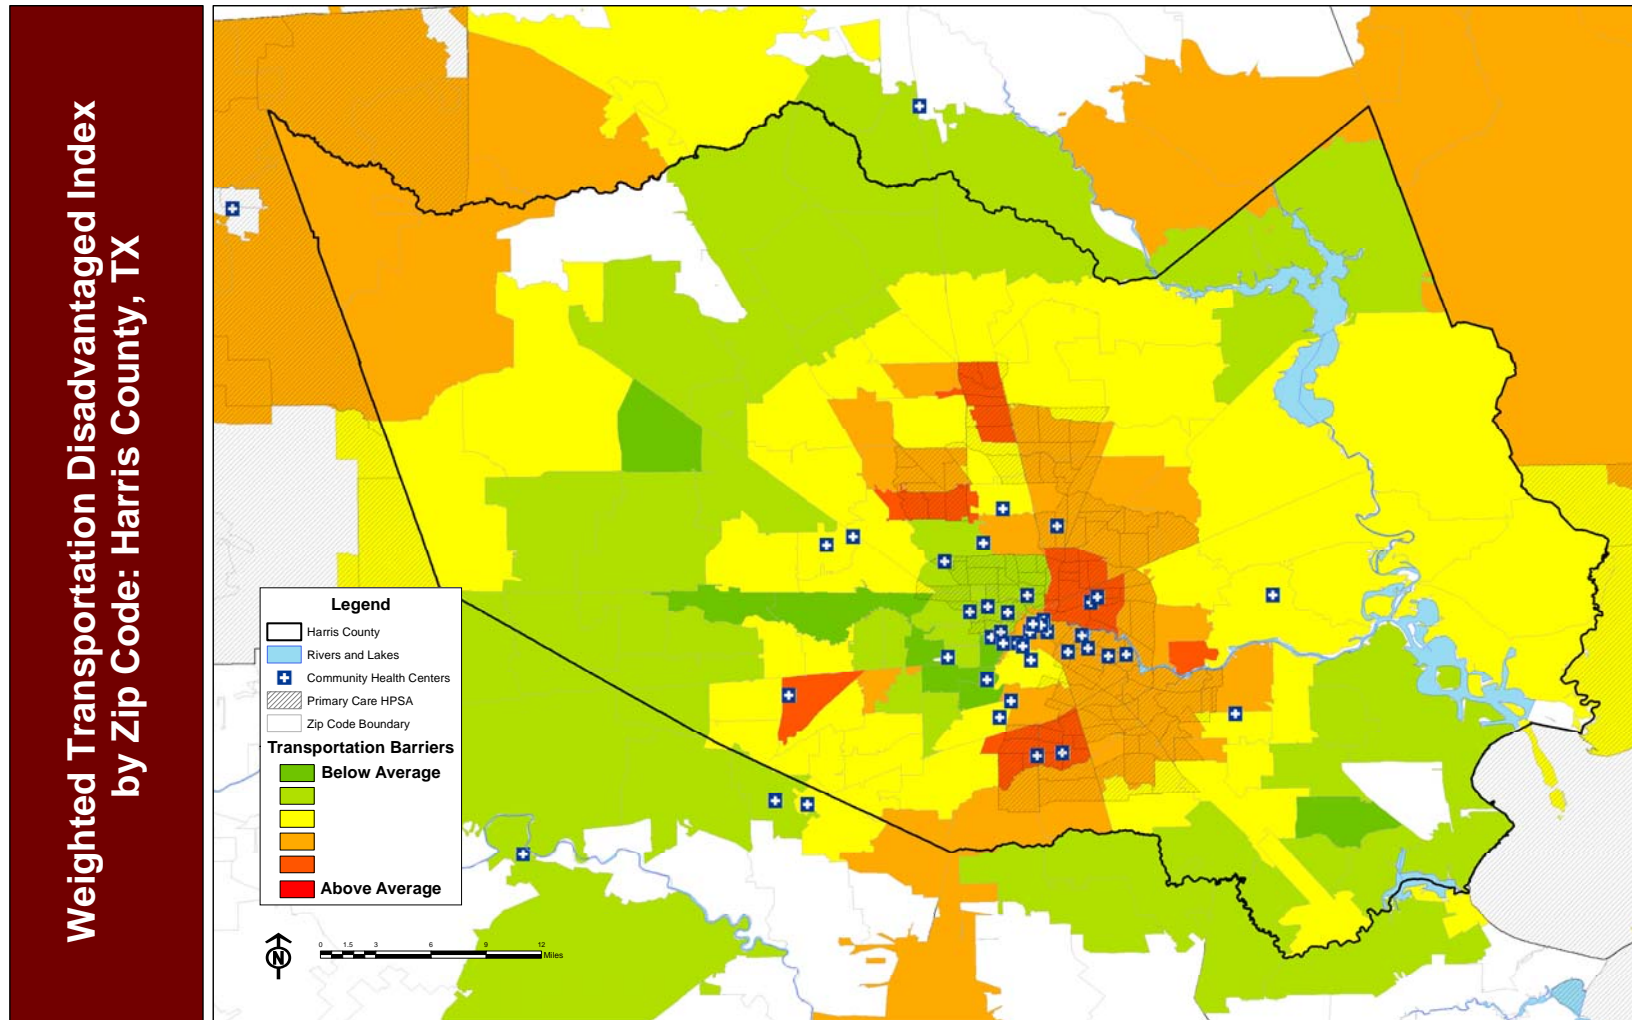 Weighted Transportation Disadvantaged Index
by Zip Code: Harris County, TX
Legend
Harris County
Rivers and Lakes
Community Health Centers
Primary Care HPSA
Zip Code Boundary
Transportation Barriers
Below Average
Above Average
N
0 1.5 3 6 9 12
Miles